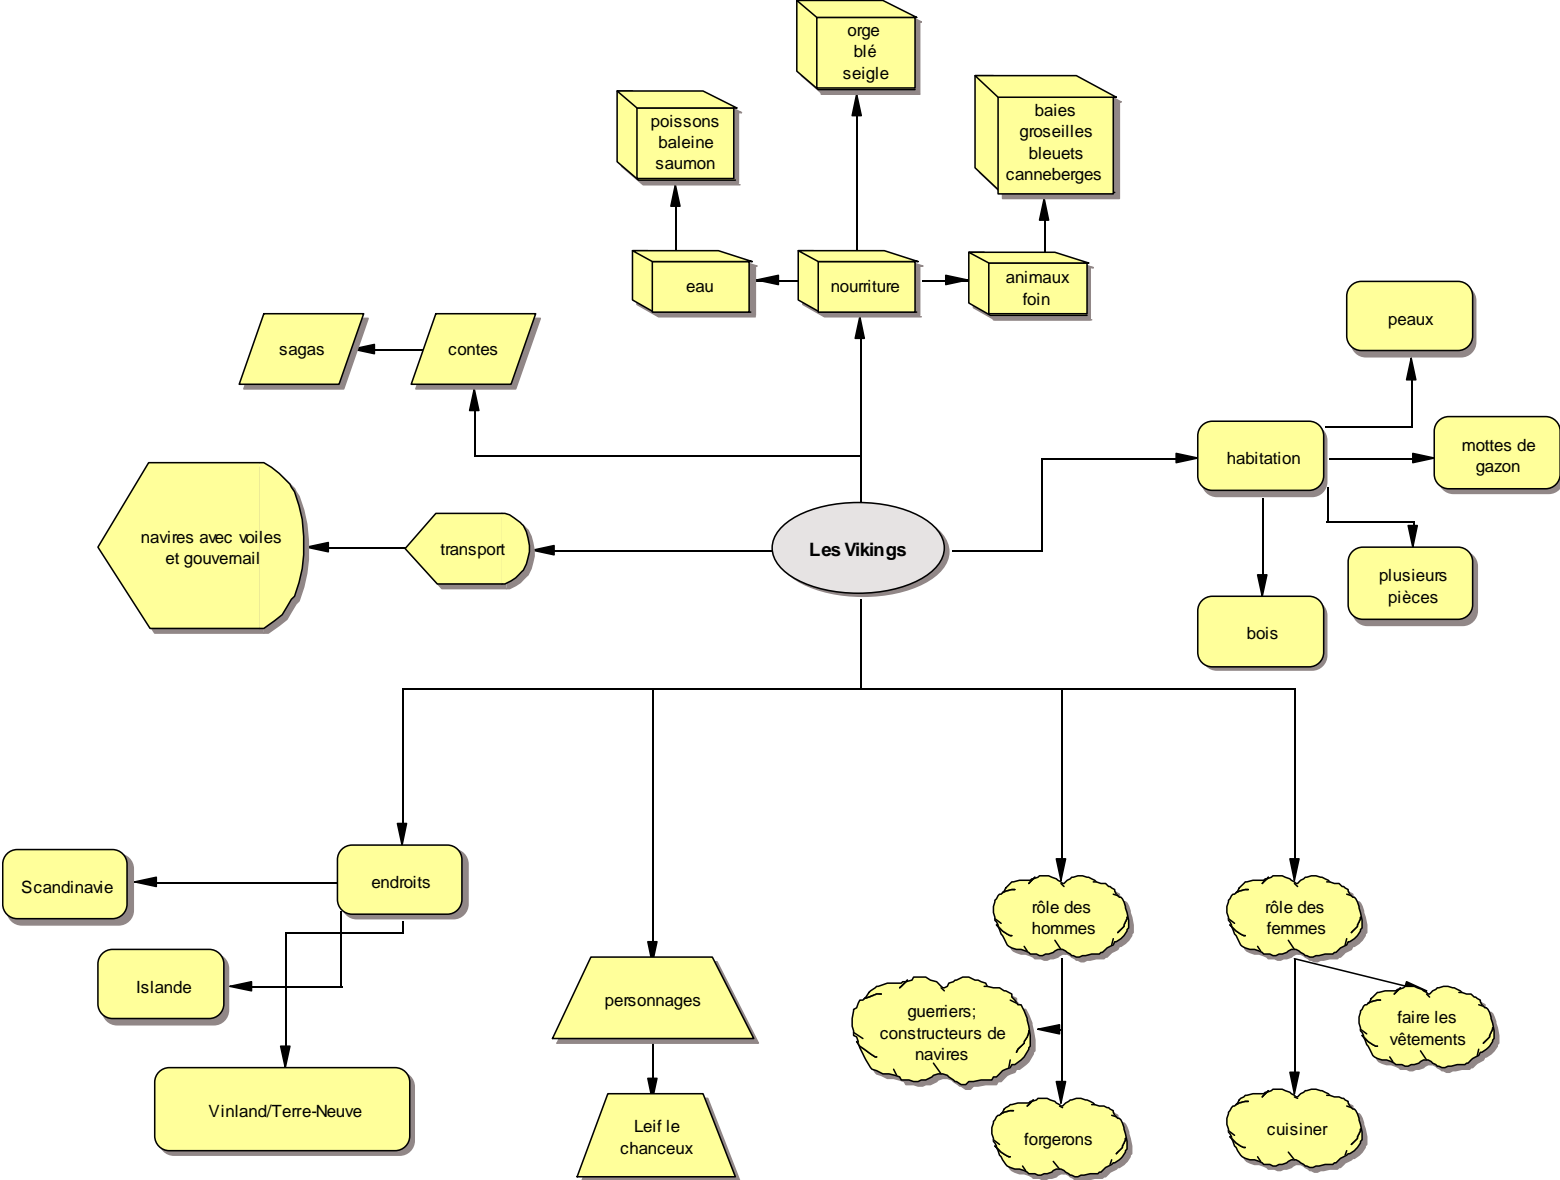 orge
blé
seigle
baies
groseilles
bleuets
canneberges
poissons
baleine
saumon
eau
nourriture
animaux
foin
peaux
sagas
contes
habitation
mottes de
gazon
navires avec voiles
et gouvernail
transport
Les Vikings
plusieurs
pièces
bois
Scandinavie
endroits
rôle des
hommes
rôle des
femmes
Islande
personnages
guerriers;
constructeurs de
navires
faire les
vêtements
Vinland/Terre-Neuve
Leif le
chanceux
forgerons
cuisiner